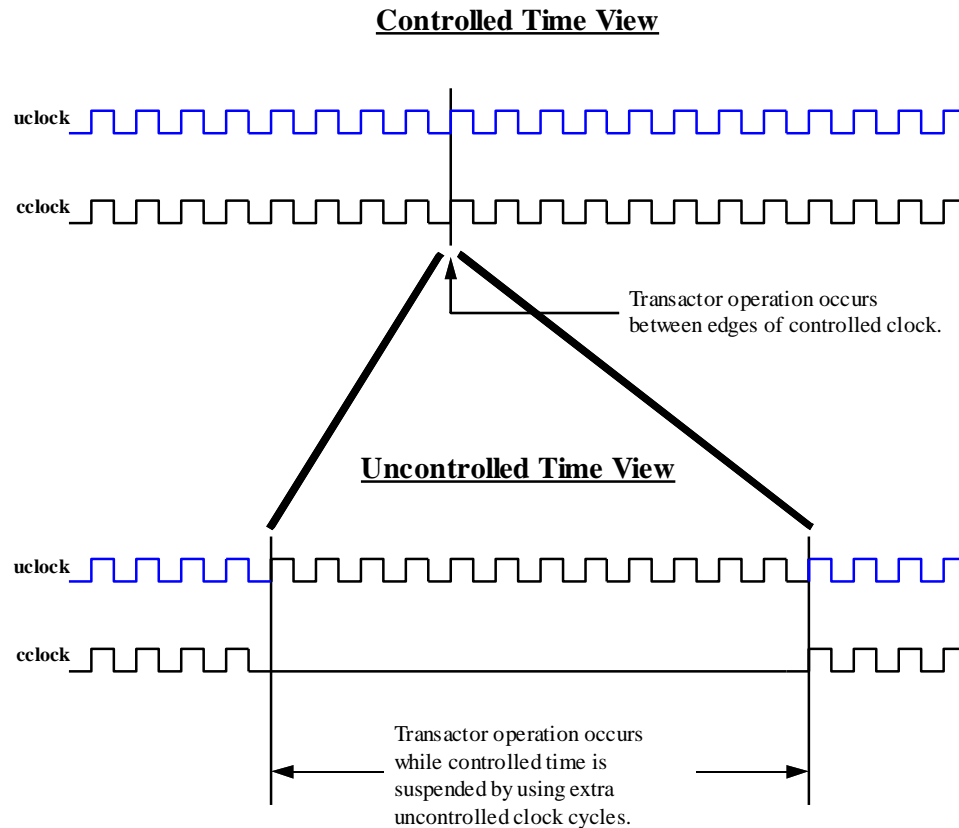 Controlled Time View
uclock
cclock
Transactor operation occurs
between edges of controlled clock.
Uncontrolled Time View
uclock
cclock
Transactor operation occurs
while controlled time is
suspended by using extra
uncontrolled clock cycles.